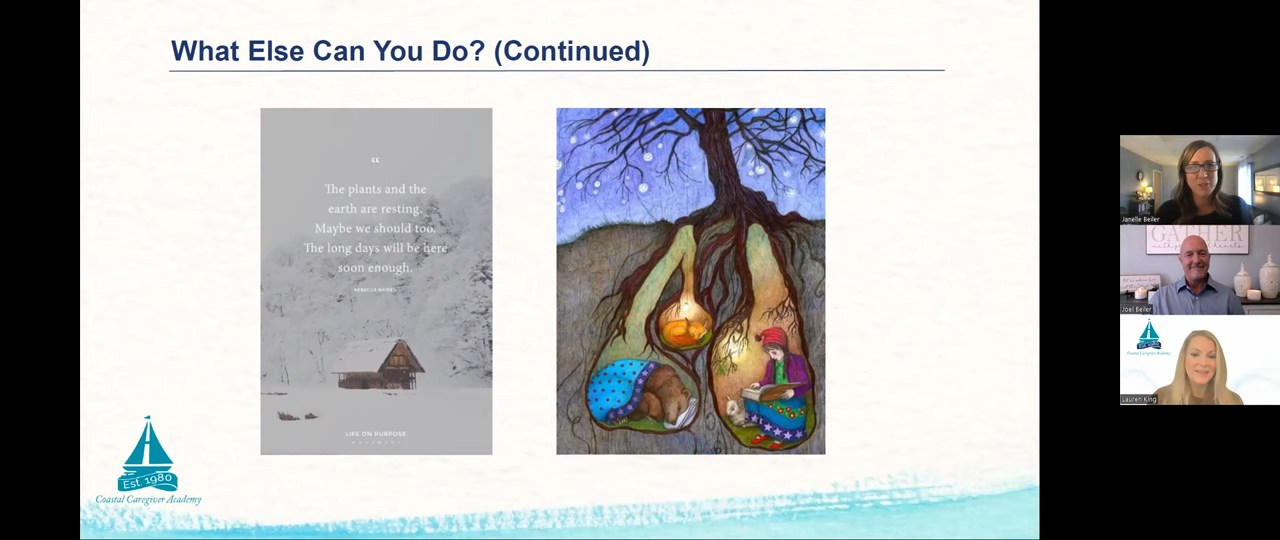 What Else Can You Do? (Continued)
“
The plants and the
earth are resting.
Maybe we should too.
The long days will be here
soon enough.
LIFE ON PURPOSE
MOVEMENT
Est. 1980
Coastal Caregiver Academy
Janelle Beiler
GATHER
Joel Beiler
Est. 1980
Coastal Caregiver Academy
Lauren King